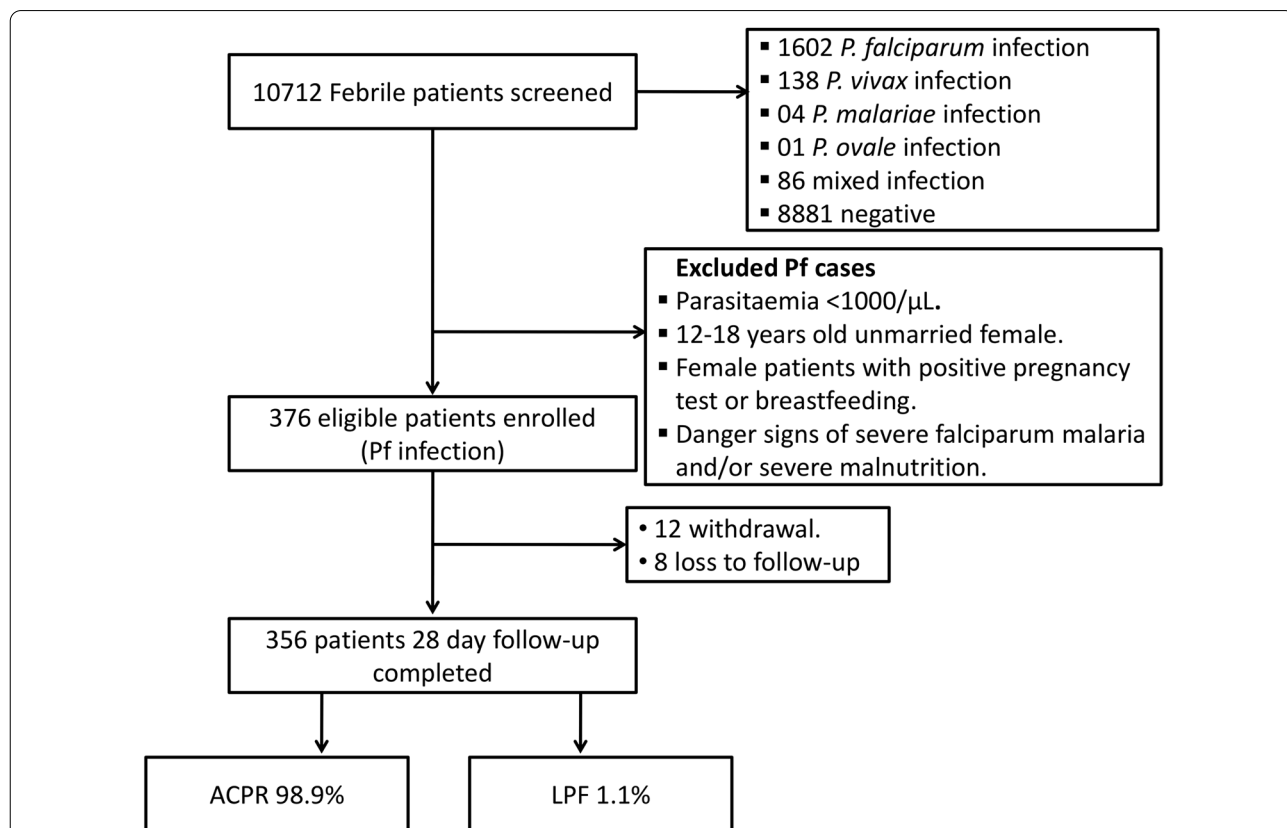 10712 Febrile patients screened
▪ 1602 P. falciparum infection
▪ 138 P. vivax infection
▪ 04 P. malariae infection
▪ 01 P. ovale infection
▪ 86 mixed infection
▪ 8881 negative
Excluded Pf cases
▪ Parasitaemia <1000/µL.
▪ 12-18 years old unmarried female.
▪ Female patients with positive pregnancy
test or breastfeeding.
▪ Danger signs of severe falciparum malaria
and/or severe malnutrition.
376 eligible patients enrolled
(Pf infection)
• 12 withdrawal.
• 8 loss to follow-up
356 patients 28 day follow-up
completed
ACPR 98.9%
LPF 1.1%